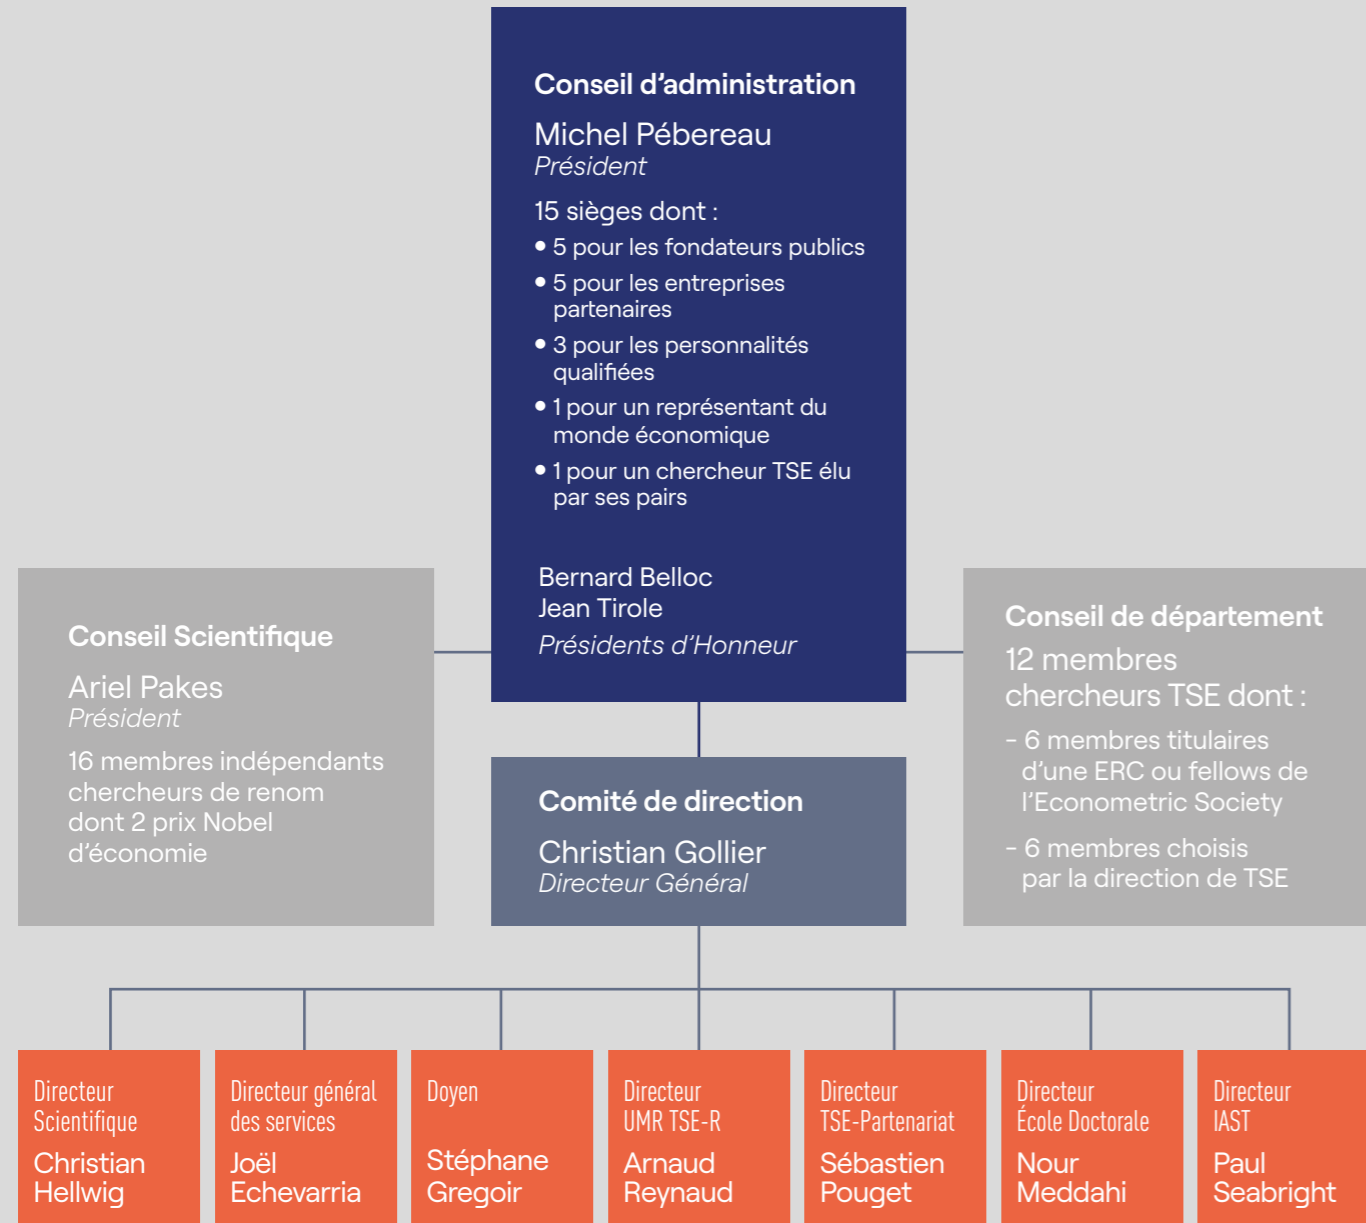 Conseil d’administration
Michel Pébereau
Président
15 sièges dont :
• 5 pour les fondateurs publics
• 5 pour les entreprises
partenaires
• 3 pour les personnalités
qualifiées
• 1 pour un représentant du
monde économique
• 1 pour un chercheur TSE élu
par ses pairs
Bernard Belloc
Jean Tirole
Présidents d’Honneur
Conseil Scientifique
Ariel Pakes
Président
16 membres indépendants
chercheurs de renom
dont 2 prix Nobel
d’économie
Conseil de département
12 membres
chercheurs TSE dont :
- 6 membres titulaires
d’une ERC ou fellows de
l’Econometric Society
- 6 membres choisis
par la direction de TSE
Comité de direction
Christian Gollier
Directeur Général
Directeur
Scientifique
Christian
Hellwig
Directeur général
des services
Joël
Echevarria
Doyen
Stéphane
Gregoir
Directeur
UMR TSE-R
Arnaud
Reynaud
Directeur
TSE-Partenariat
Sébastien
Pouget
Directeur
École Doctorale
Nour
Meddahi
Directeur
IAST
Paul
Seabright